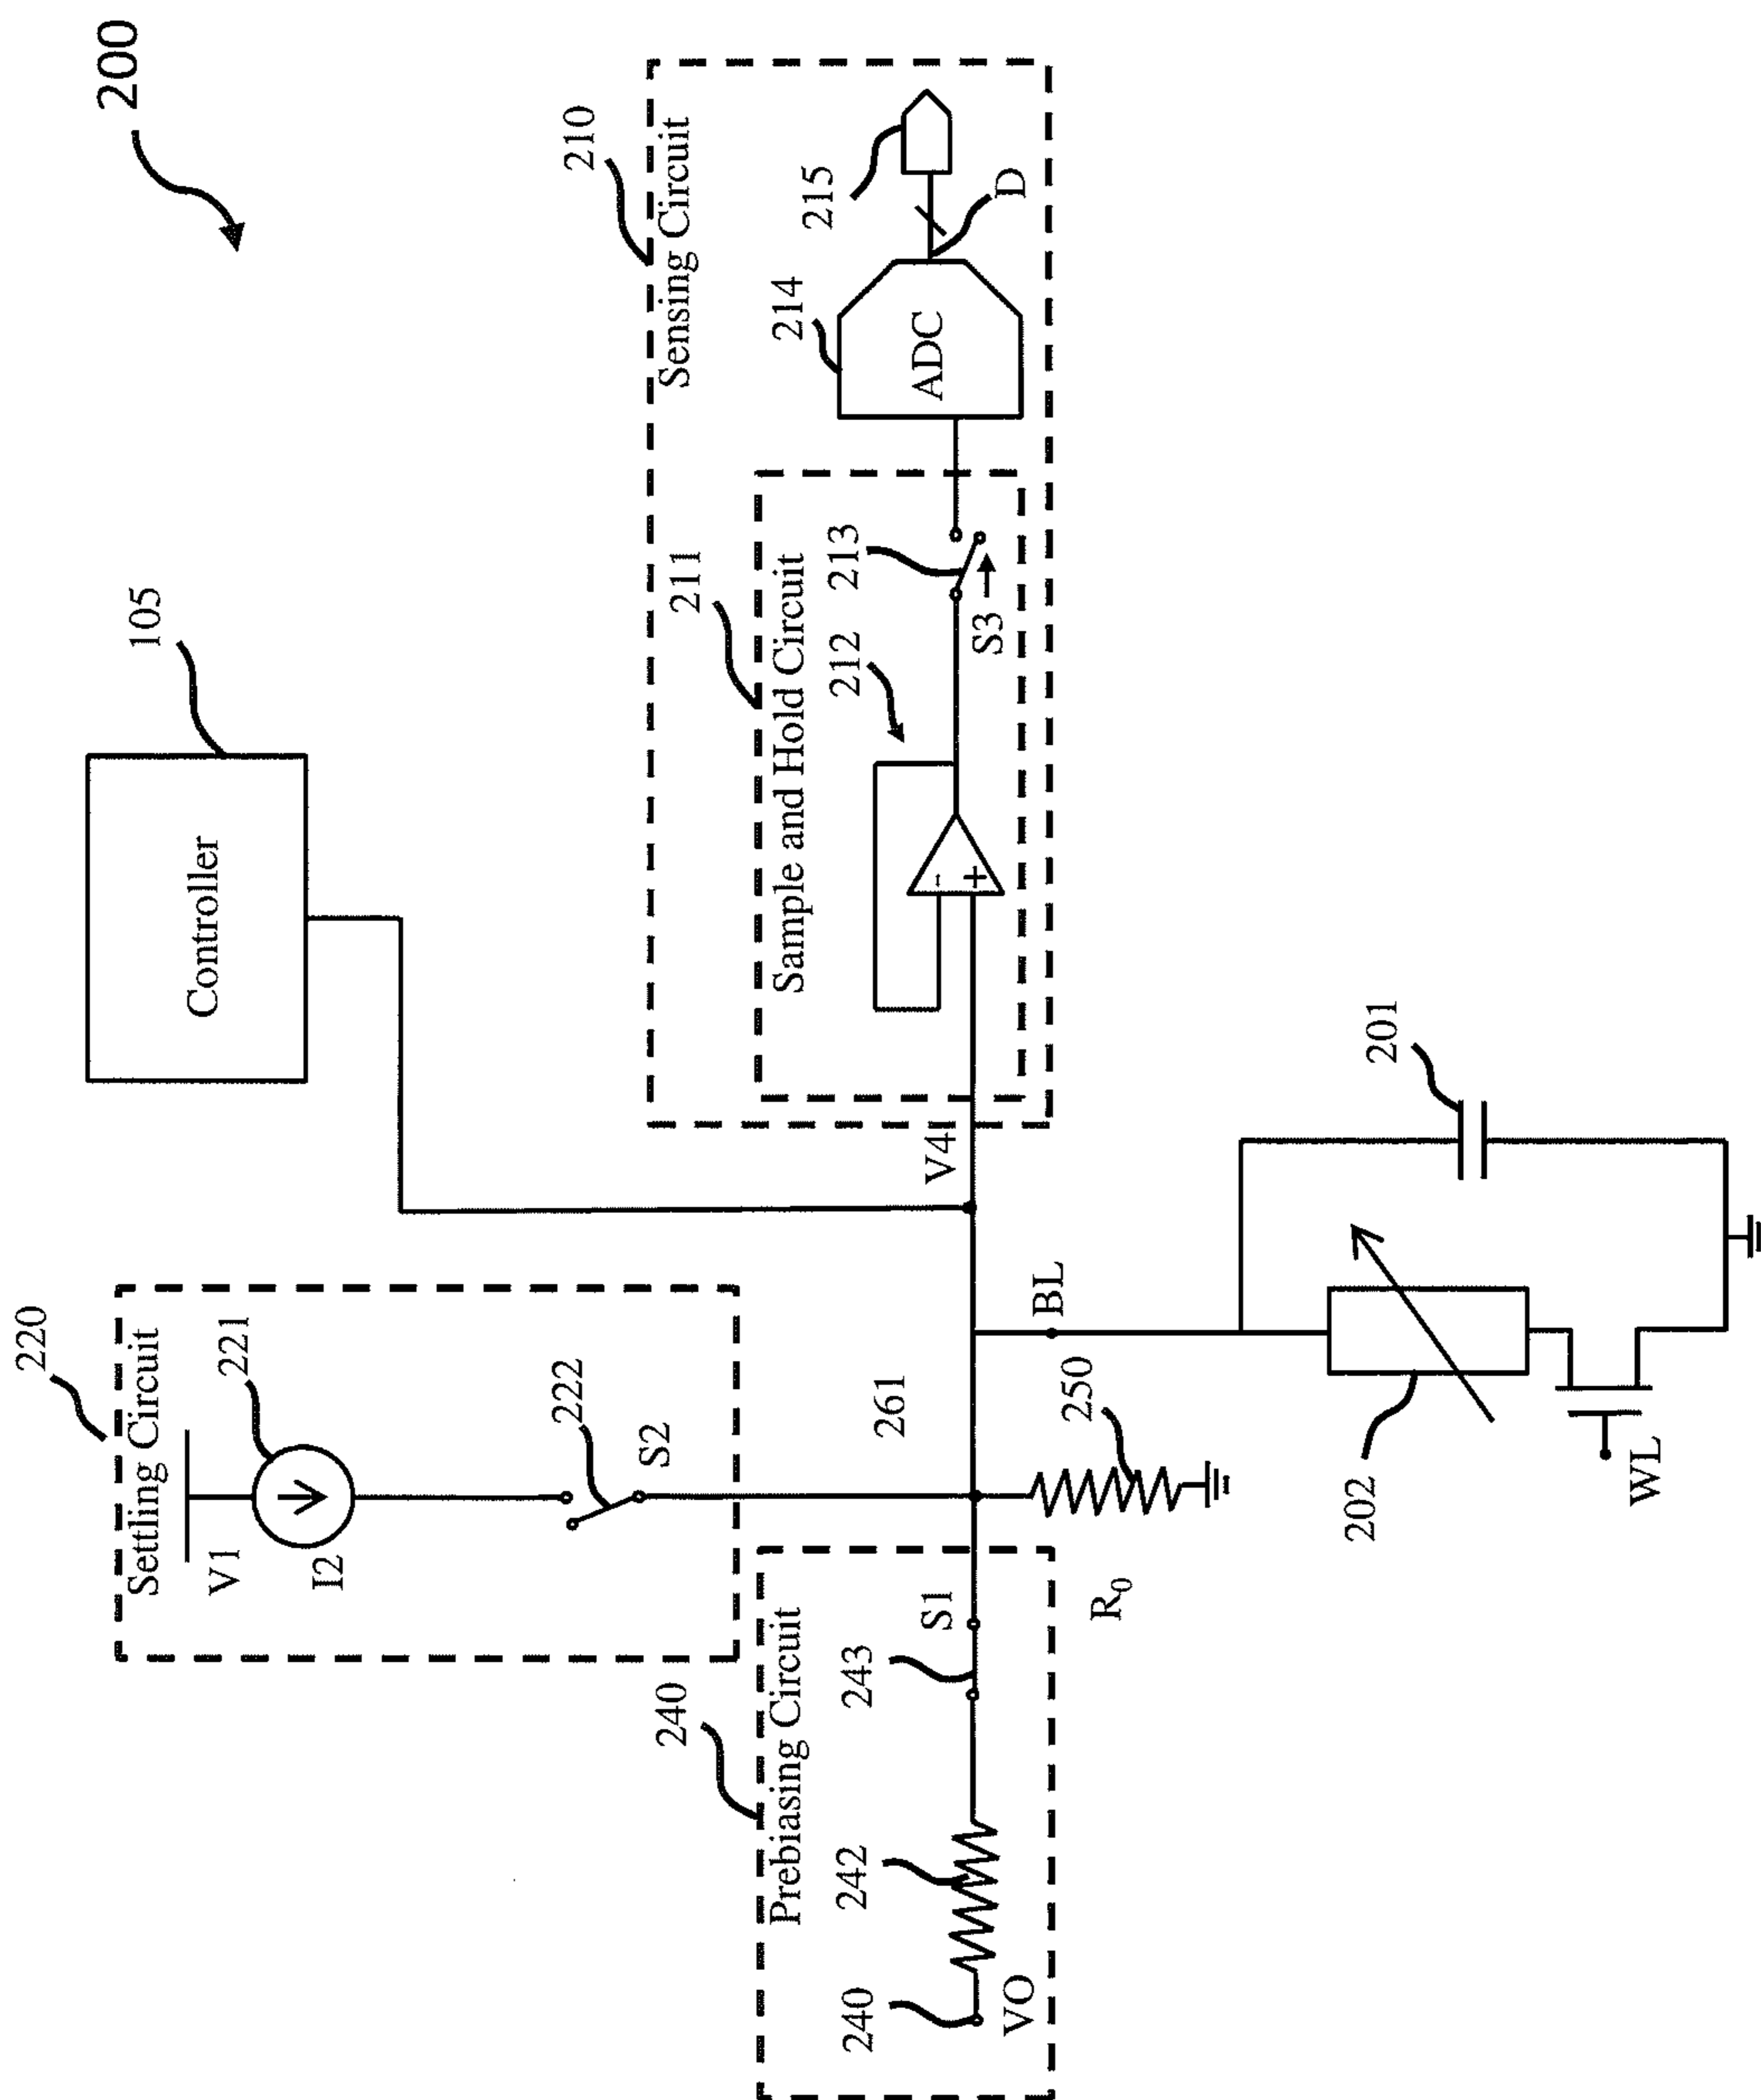 200
105
Controller
220
Settling Circuit
V1
221
I2
222
S2
210
Sensing Circuit
211
Sample and Hold Circuit
212
213
S3
214
ADC
215
D
-
+
V4
240
Prebiasing Circuit
240
VO
242
243
S1
261
R₀
250
BL
201
202
WL